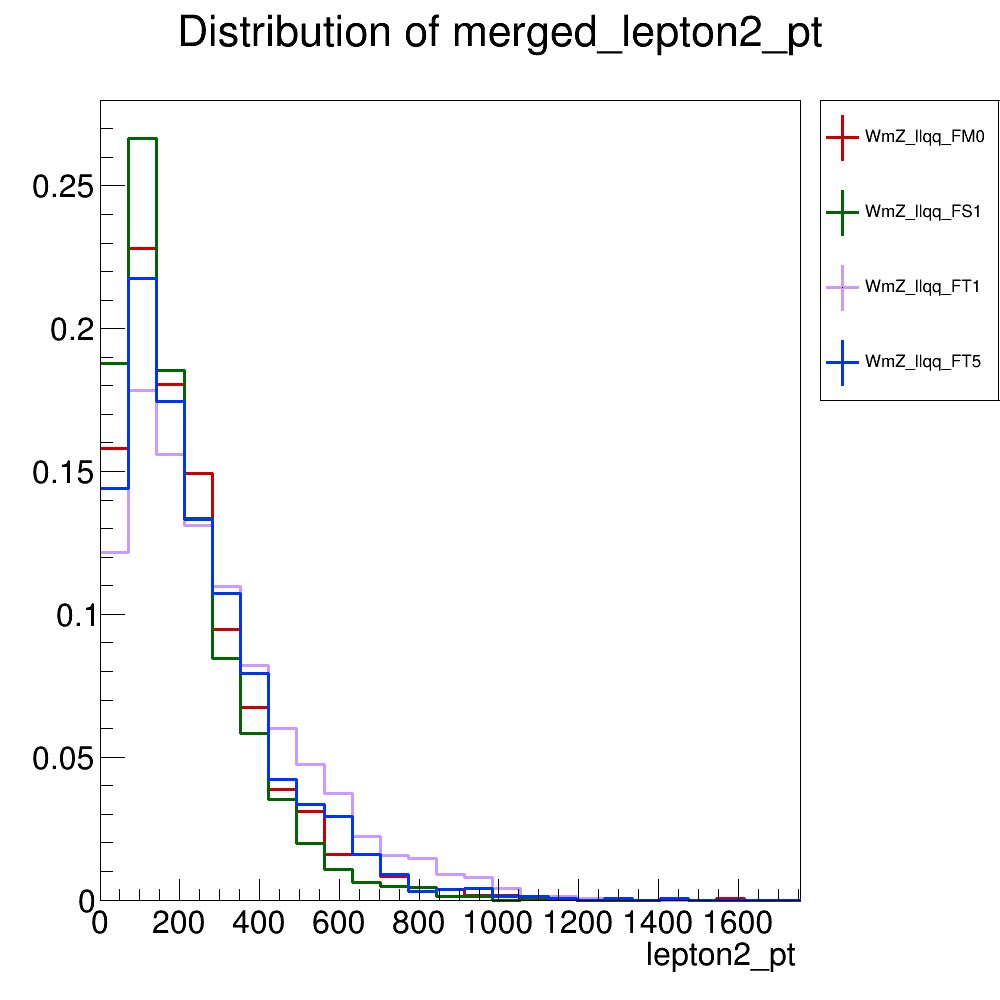 Distribution of merged_lepton2_pt
WmZ_llqq_FM0
WmZ_llqq_FS1
WmZ_llqq_FT1
WmZ_llqq_FT5
0.25
0.2
0.15
0.1
0.05
0
0 200 400 600 800 1000 1200 1400 1600
lepton2_pt